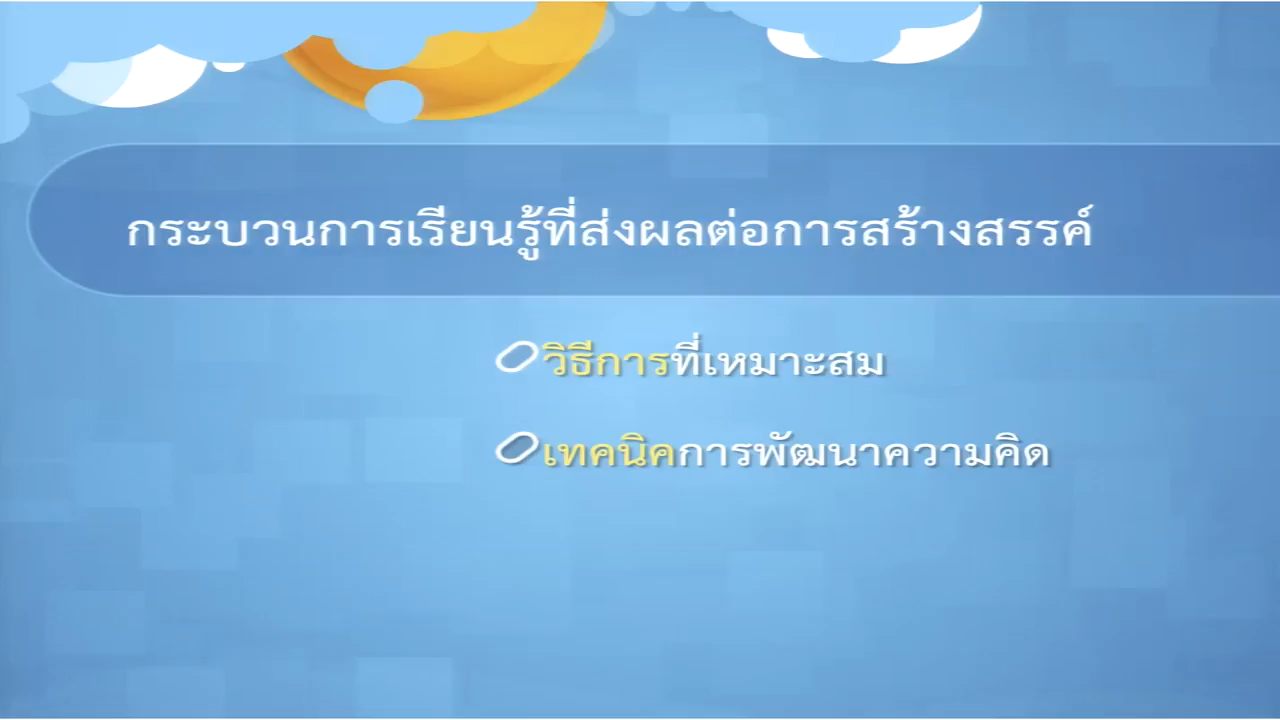 กระบวนการเรียนรู้ที่ส่งผลต่อการสร้างสรรค์
วิธีการที่เหมาะสม
เทคนิคการพัฒนาความคิด